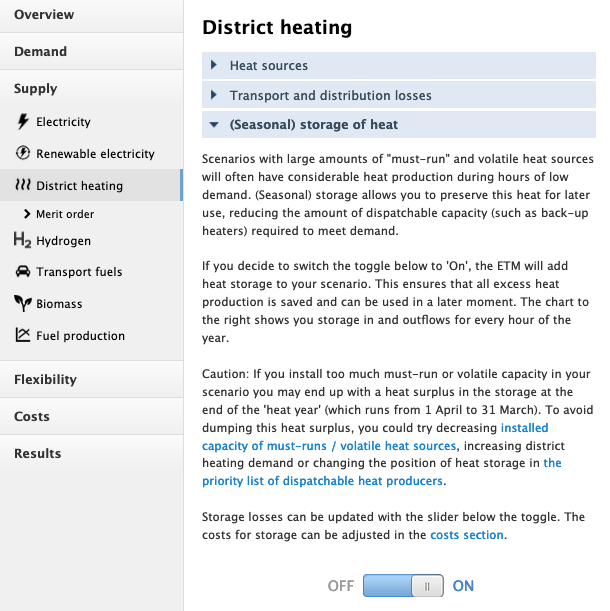 Overview
Demand
Supply
Electricity
Renewable electricity
District heating
Merit order
H2 Hydrogen
Transport fuels
Biomass
Fuel production
Flexibility
Costs
Results
District heating
Heat sources
Transport and distribution losses
(Seasonal) storage of heat
Scenarios with large amounts of "must-run" and volatile heat sources
will often have considerable heat production during hours of low
demand. (Seasonal) storage allows you to preserve this heat for later
use, reducing the amount of dispatchable capacity (such as back-up
heaters) required to meet demand.
If you decide to switch the toggle below to 'On', the ETM will add
heat storage to your scenario. This ensures that all excess heat
production is saved and can be used in a later moment. The chart to
the right shows you storage in and outflows for every hour of the
year.
Caution: If you install too much must-run or volatile capacity in your
scenario you may end up with a heat surplus in the storage at the
end of the 'heat year' (which runs from 1 April to 31 March). To avoid
dumping this heat surplus, you could try decreasing installed
capacity of must-runs / volatile heat sources, increasing district
heating demand or changing the position of heat storage in the
priority list of dispatchable heat producers.
Storage losses can be updated with the slider below the toggle. The
costs for storage can be adjusted in the costs section.
OFF ON